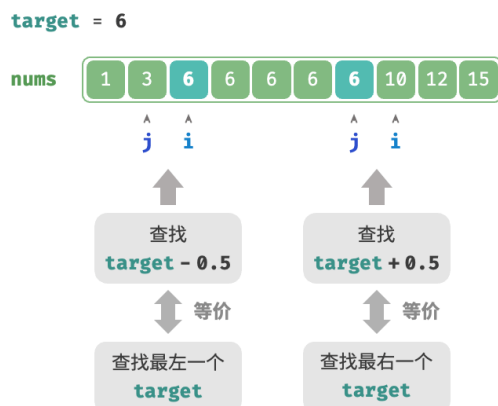 target = 6
nums 1 3 6 6 6 6 6 10 12 15
j i j i
查找 查找
target - 0.5 target + 0.5
等价 等价
查找最左一个 查找最右一个
target target